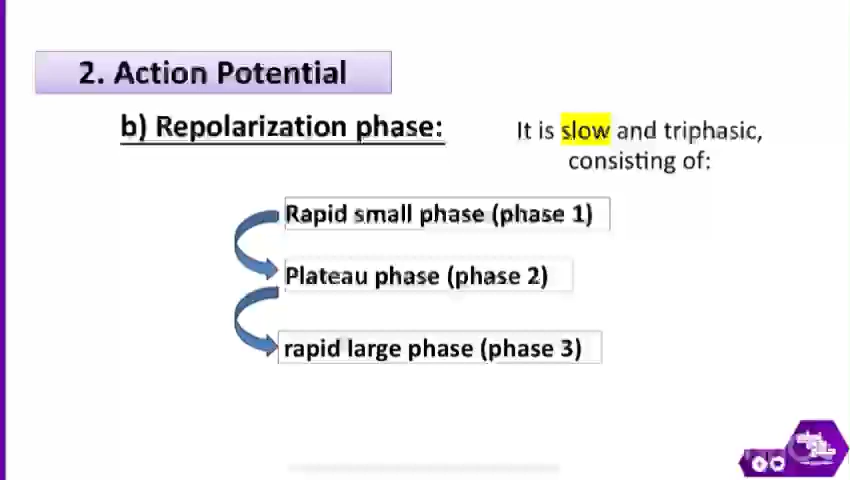 2. Action Potential
b) Repolarization phase:
It is slow and triphasic,
consisting of:
Rapid small phase (phase 1)
Plateau phase (phase 2)
rapid large phase (phase 3)